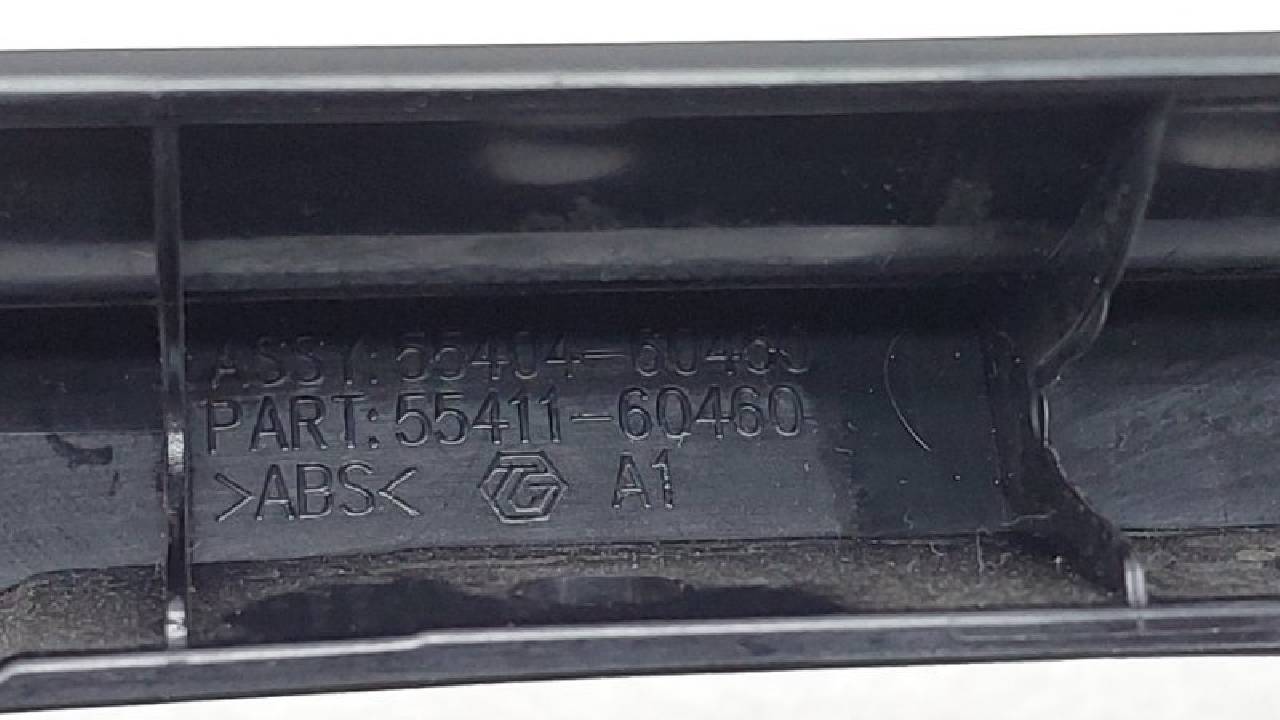 ASSY: 55404-60460
PART: 55411-60460
>ABS< TG A1